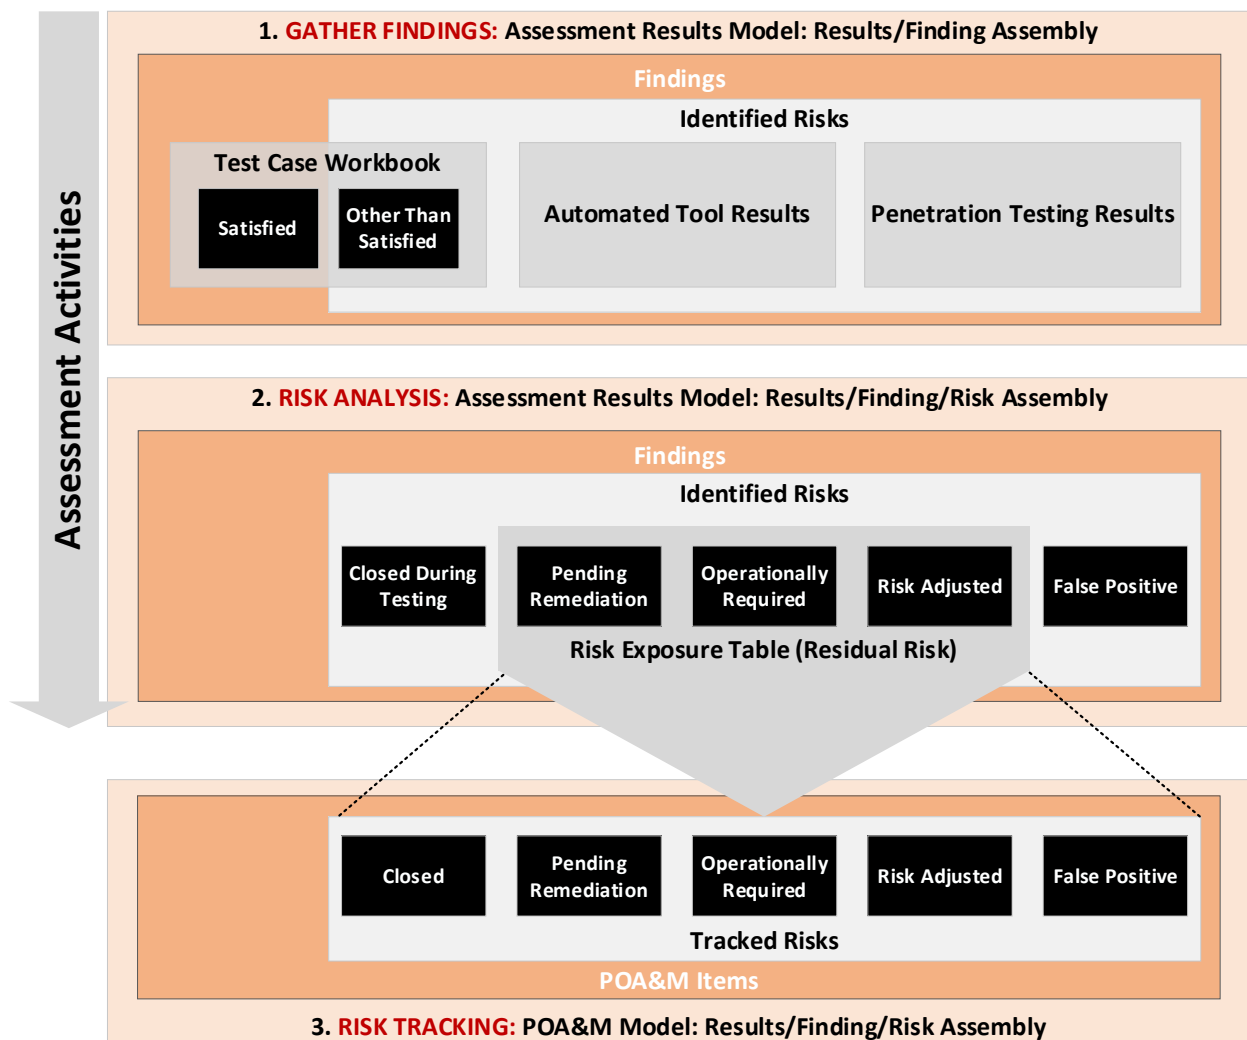 Assessment Activities
1. GATHER FINDINGS: Assessment Results Model: Results/Finding Assembly
Findings
Identified Risks
Test Case Workbook
Satisfied
Other Than
Satisfied
Automated Tool Results
Penetration Testing Results
2. RISK ANALYSIS: Assessment Results Model: Results/Finding/Risk Assembly
Findings
Identified Risks
Closed During
Testing
Pending
Remediation
Operationally
Required
Risk Adjusted
False Positive
Risk Exposure Table (Residual Risk)
Closed
Pending
Remediation
Operationally
Required
Risk Adjusted
False Positive
Tracked Risks
POA&M Items
3. RISK TRACKING: POA&M Model: Results/Finding/Risk Assembly